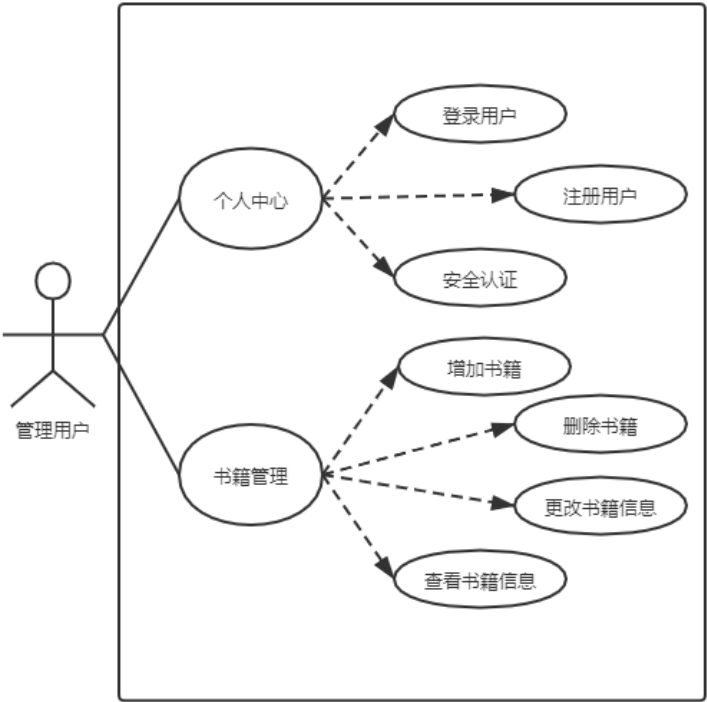 登录用户
个人中心
注册用户
安全认证
管理用户
增加书籍
删除书籍
书籍管理
更改书籍信息
查看书籍信息